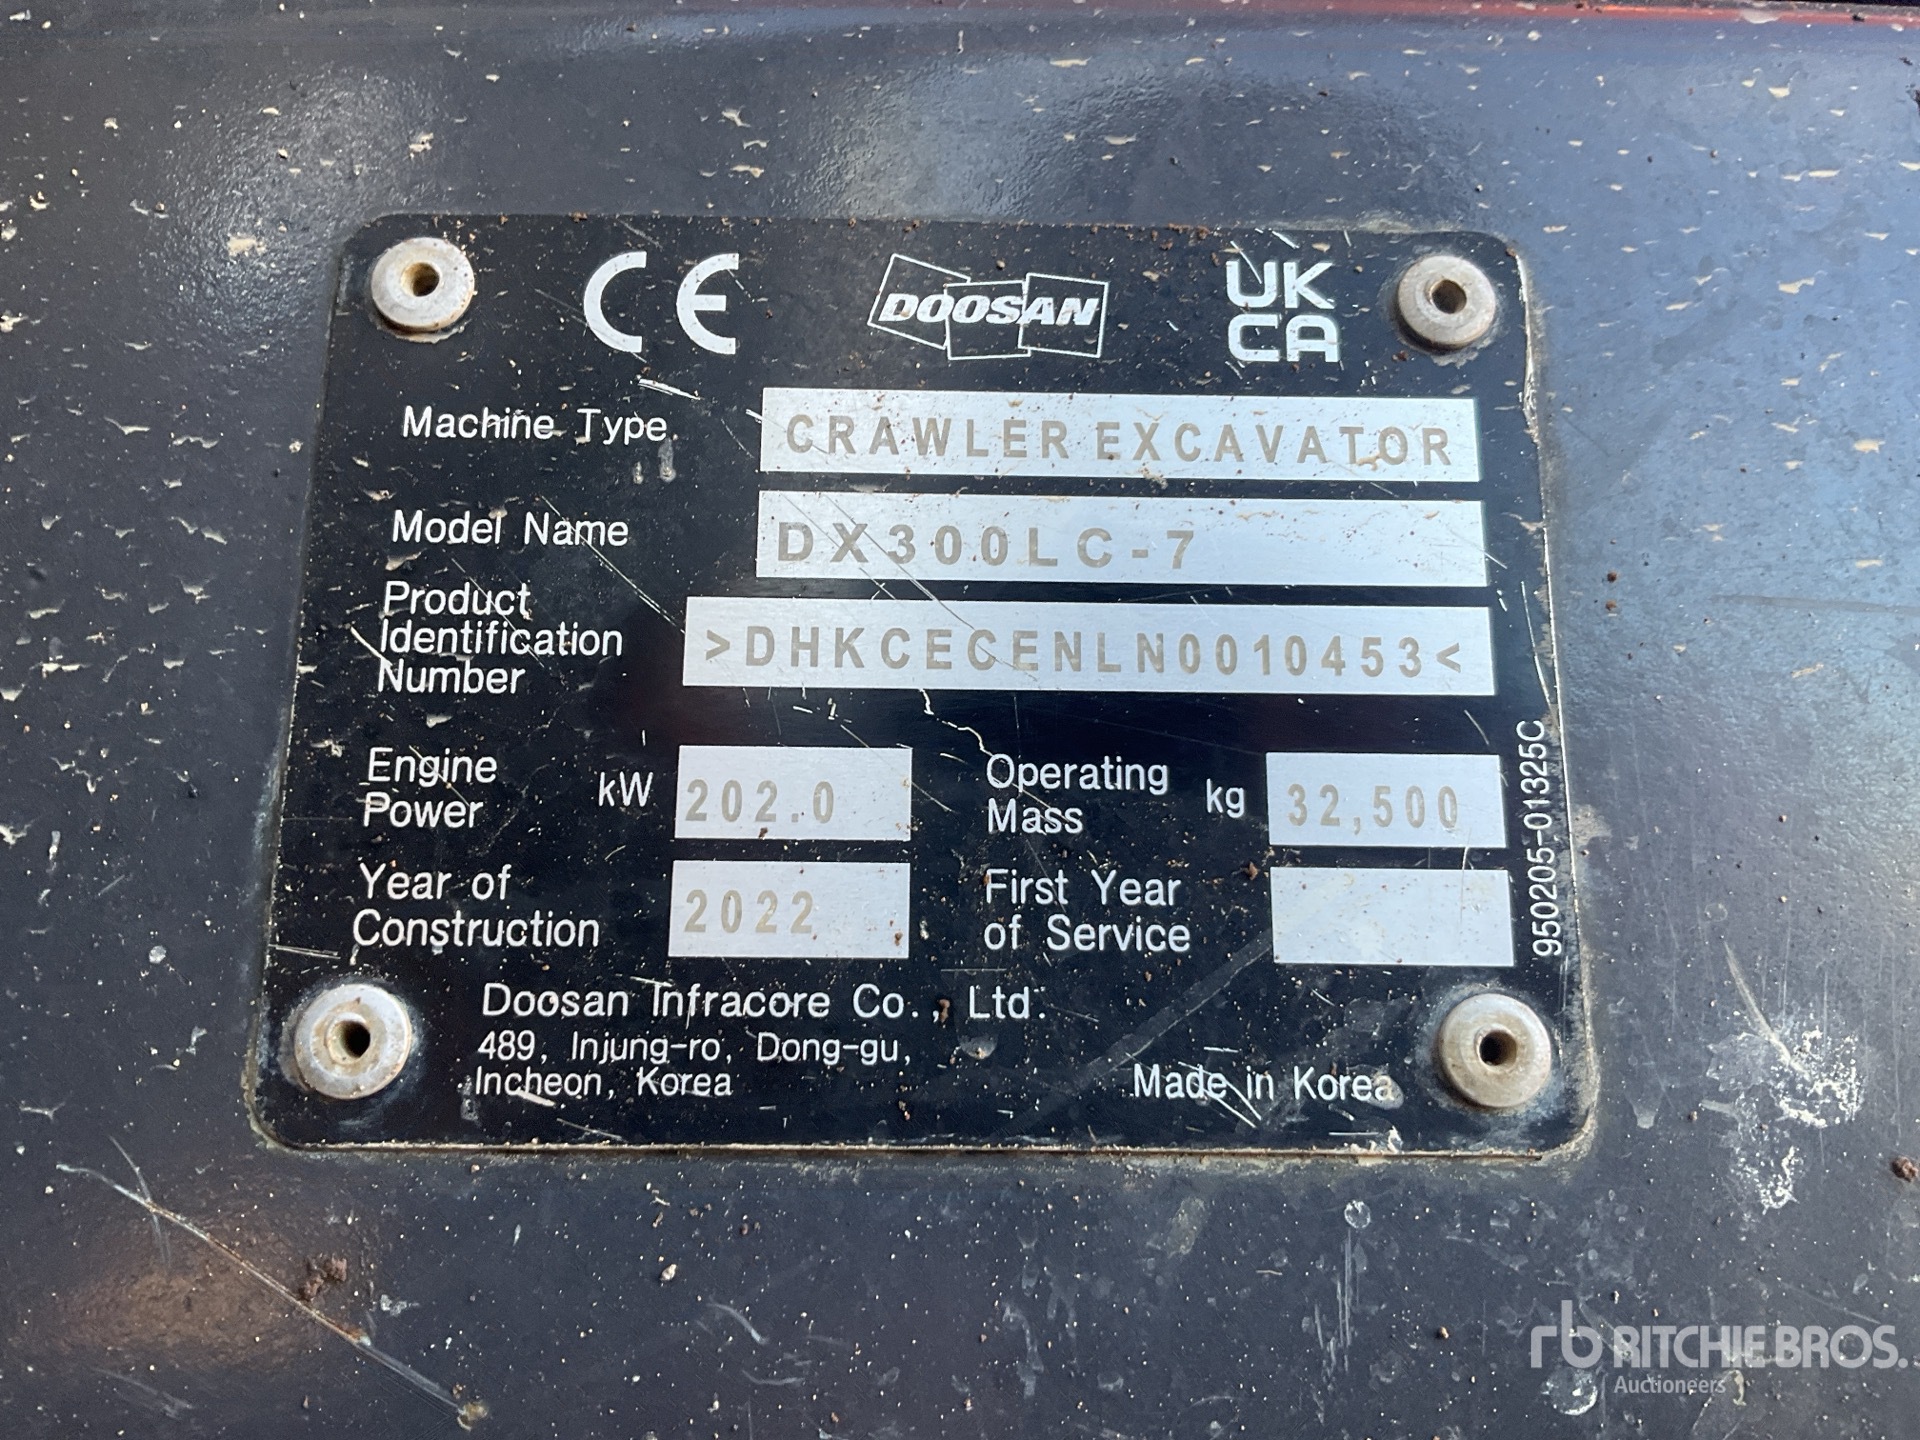 CE DOOSAN UK
CA
Machine Type CRAWLER EXCAVATOR
Model Name DX300LC-7
Product
Identification
Number >DHKCECENLN0010453<
Engine
Power kW 202.0 Operating
Mass kg 32,500
Year of
Construction 2022 First Year
of Service
950205-01325C
Doosan Infracore Co., Ltd.
489, Injung-ro, Dong-gu,
Incheon, Korea
Made in Korea
rb RITCHIE BROS.
Auctioneers